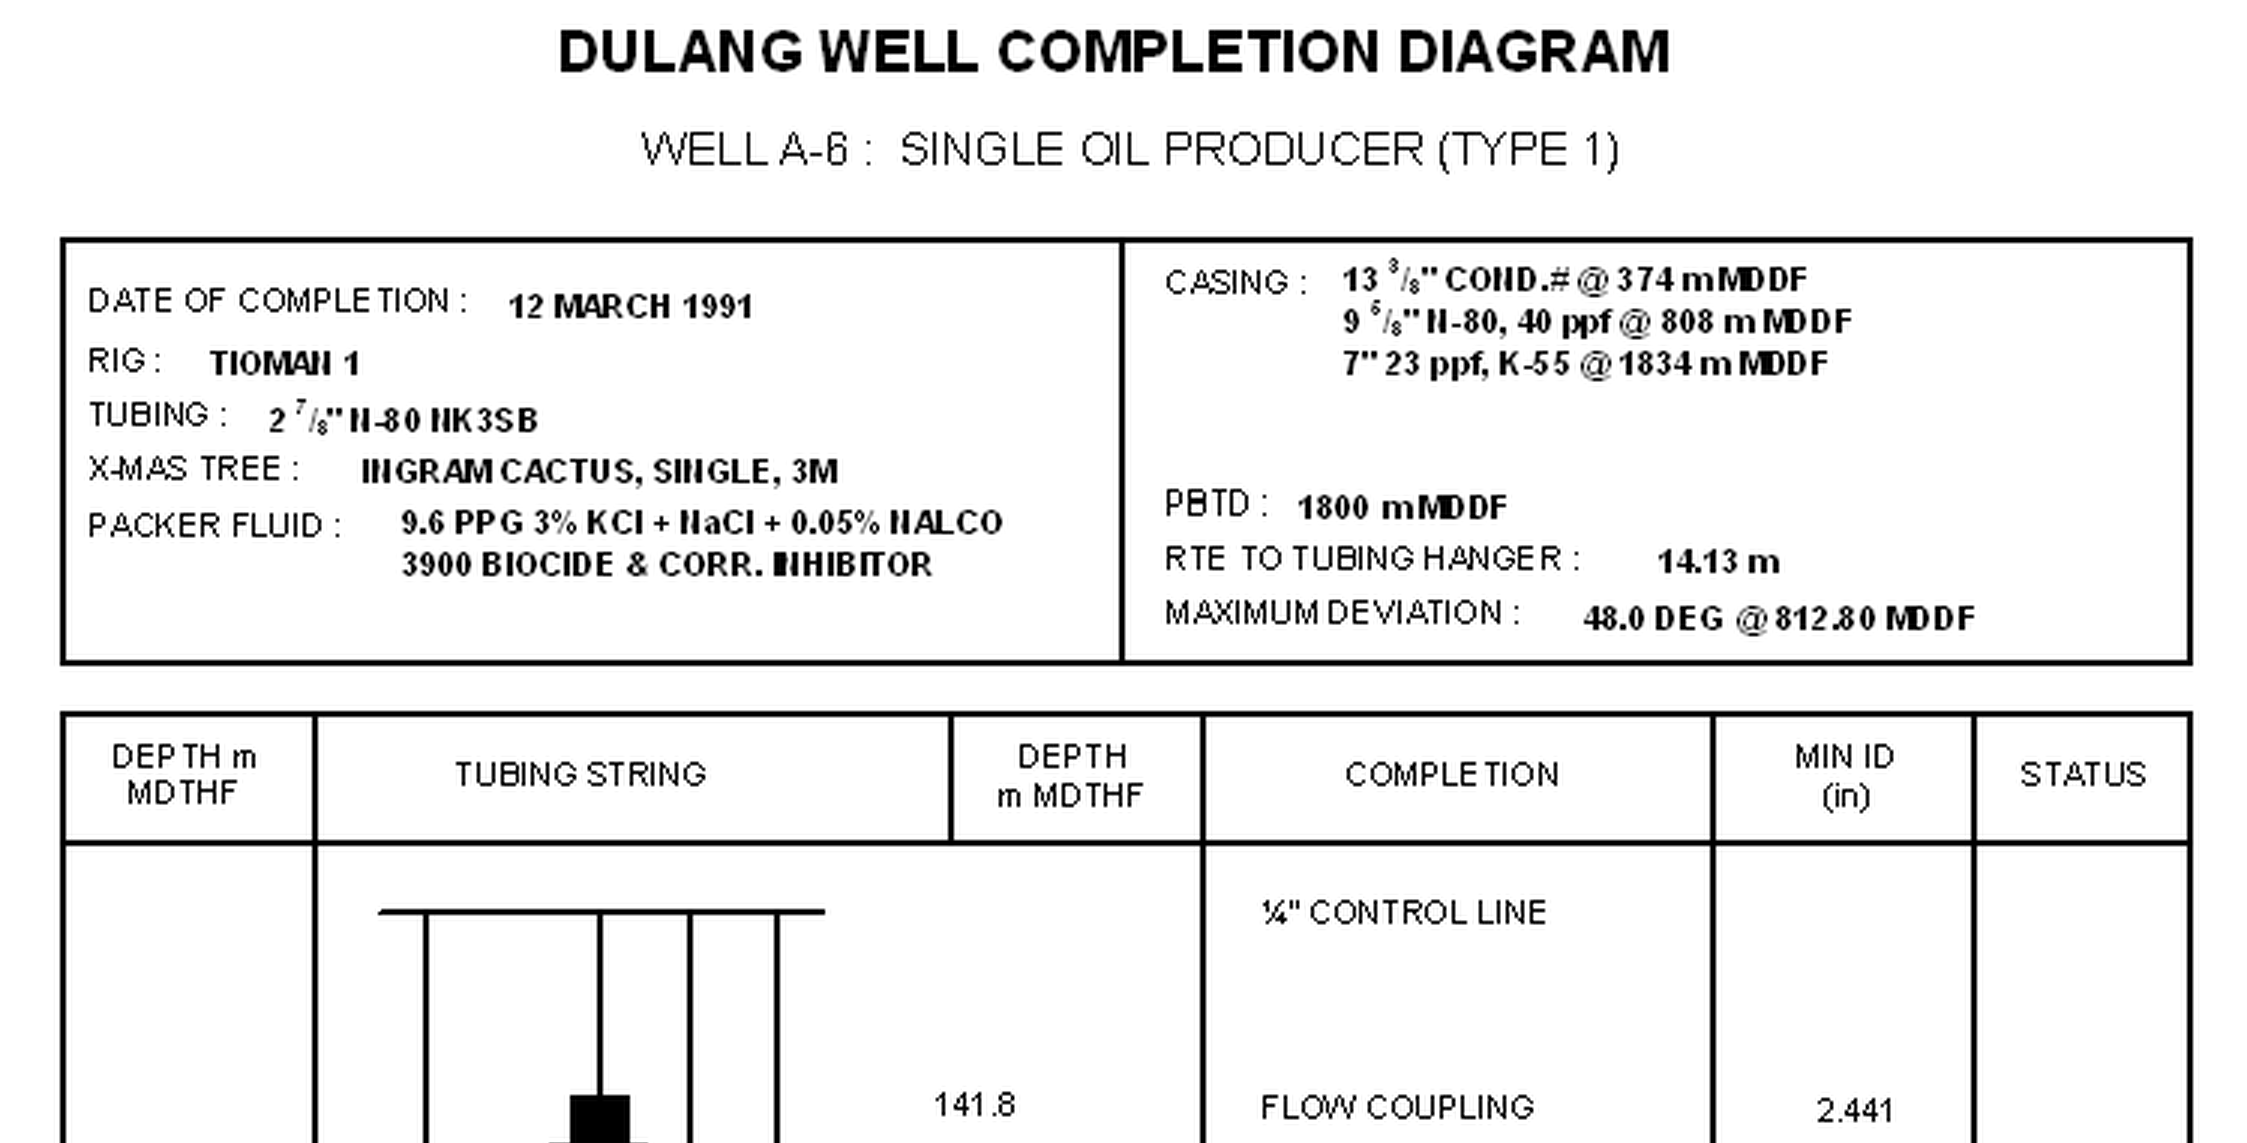 DULANG WELL COMPLETION DIAGRAM
WELL A-6 : SINGLE OIL PRODUCER (TYPE 1)
DATE OF COMPLETION : 12 MARCH 1991
RIG : TIOMAN 1
TUBING : 2 7/8" N-80 NK3SB
X-MAS TREE : INGRAM CACTUS, SINGLE, 3M
PACKER FLUID : 9.6 PPG 3% KCl + NaCl + 0.05% NALCO
3900 BIOCIDE & CORR. INHIBITOR
CASING : 13 3/8" COND.# @ 374 m MDDF
9 5/8" N-80, 40 ppf @ 808 m MDDF
7" 23 ppf, K-55 @ 1834 m MDDF
PBTD : 1800 mMDDF
RTE TO TUBING HANGER : 14.13 m
MAXIMUM DEVIATION : 48.0 DEG @ 812.80 MDDF
DEPTH m
MDTHF
TUBING STRING
DEPTH
m MDTHF
COMPLETION
MIN ID
(in)
STATUS
¼" CONTROL LINE
141.8 FLOW COUPLING 2.441